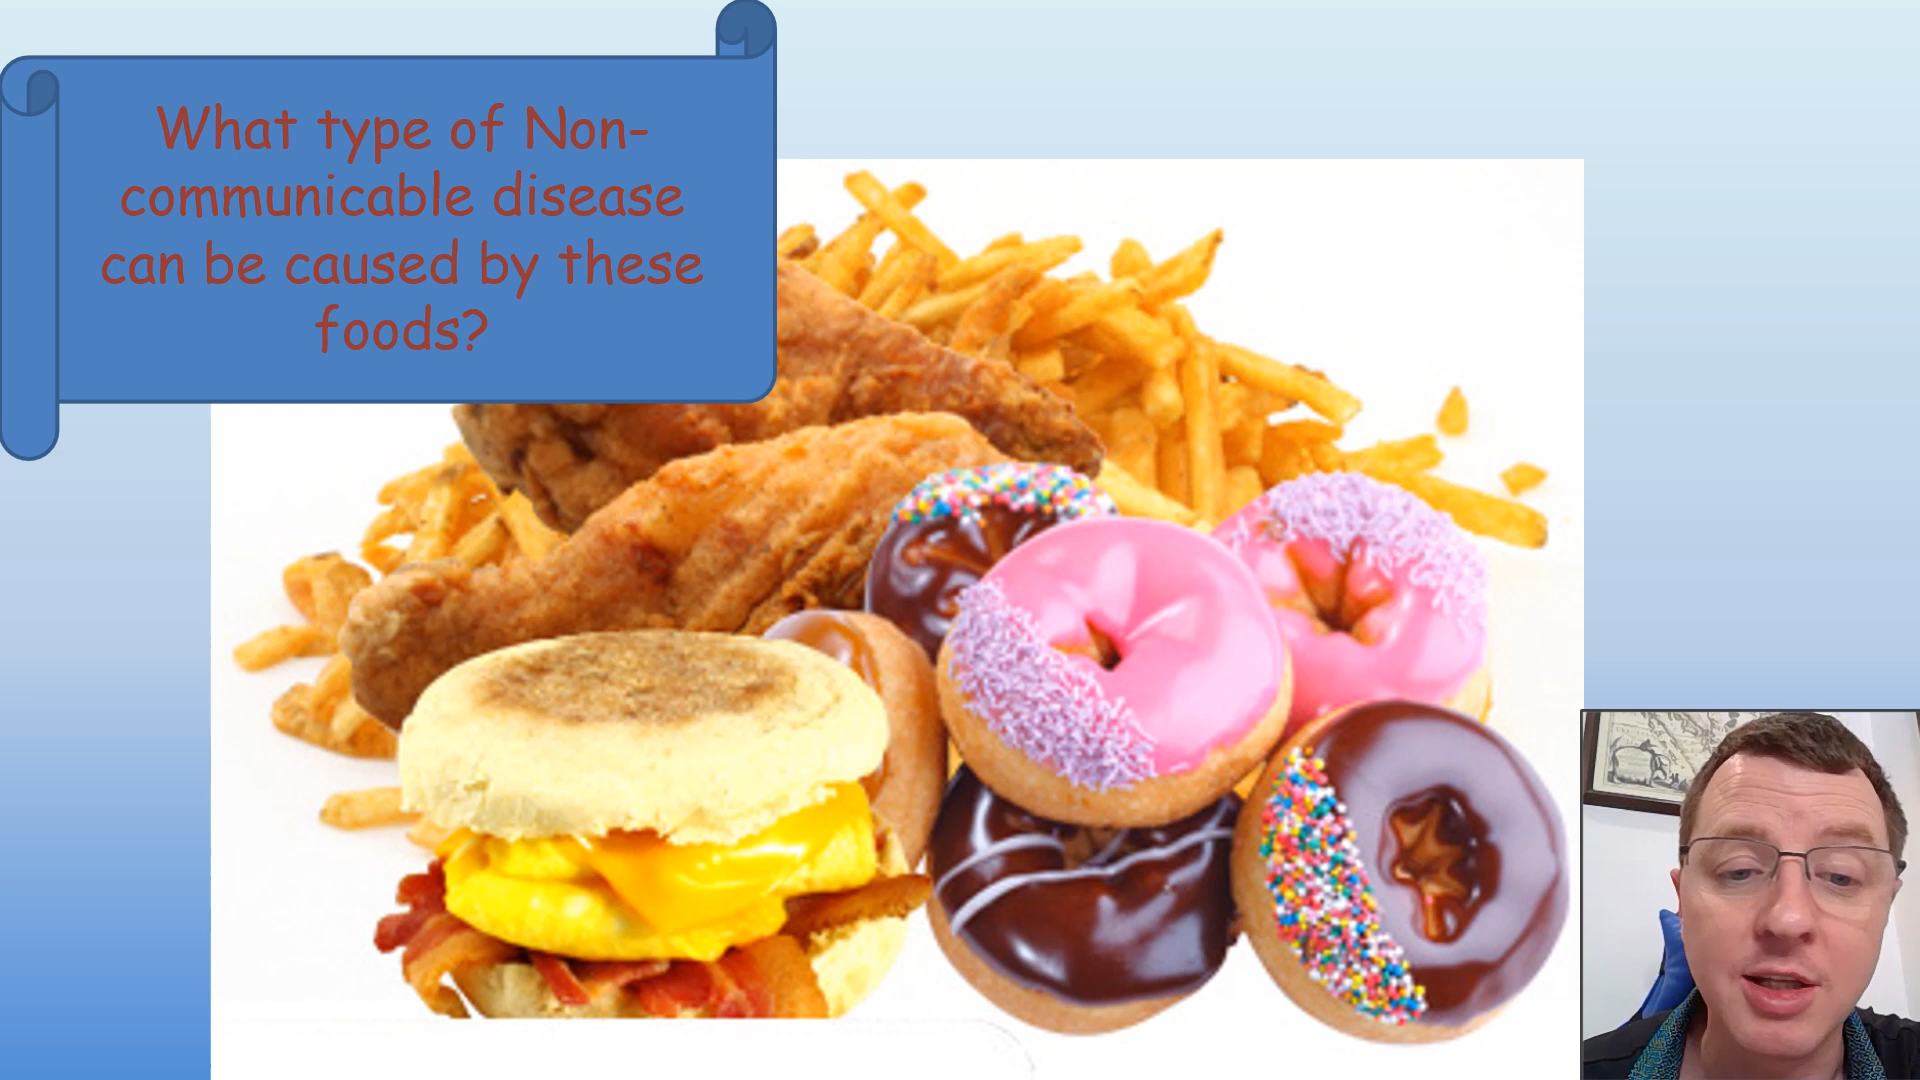 What type of Non-
communicable disease
can be caused by these
foods?